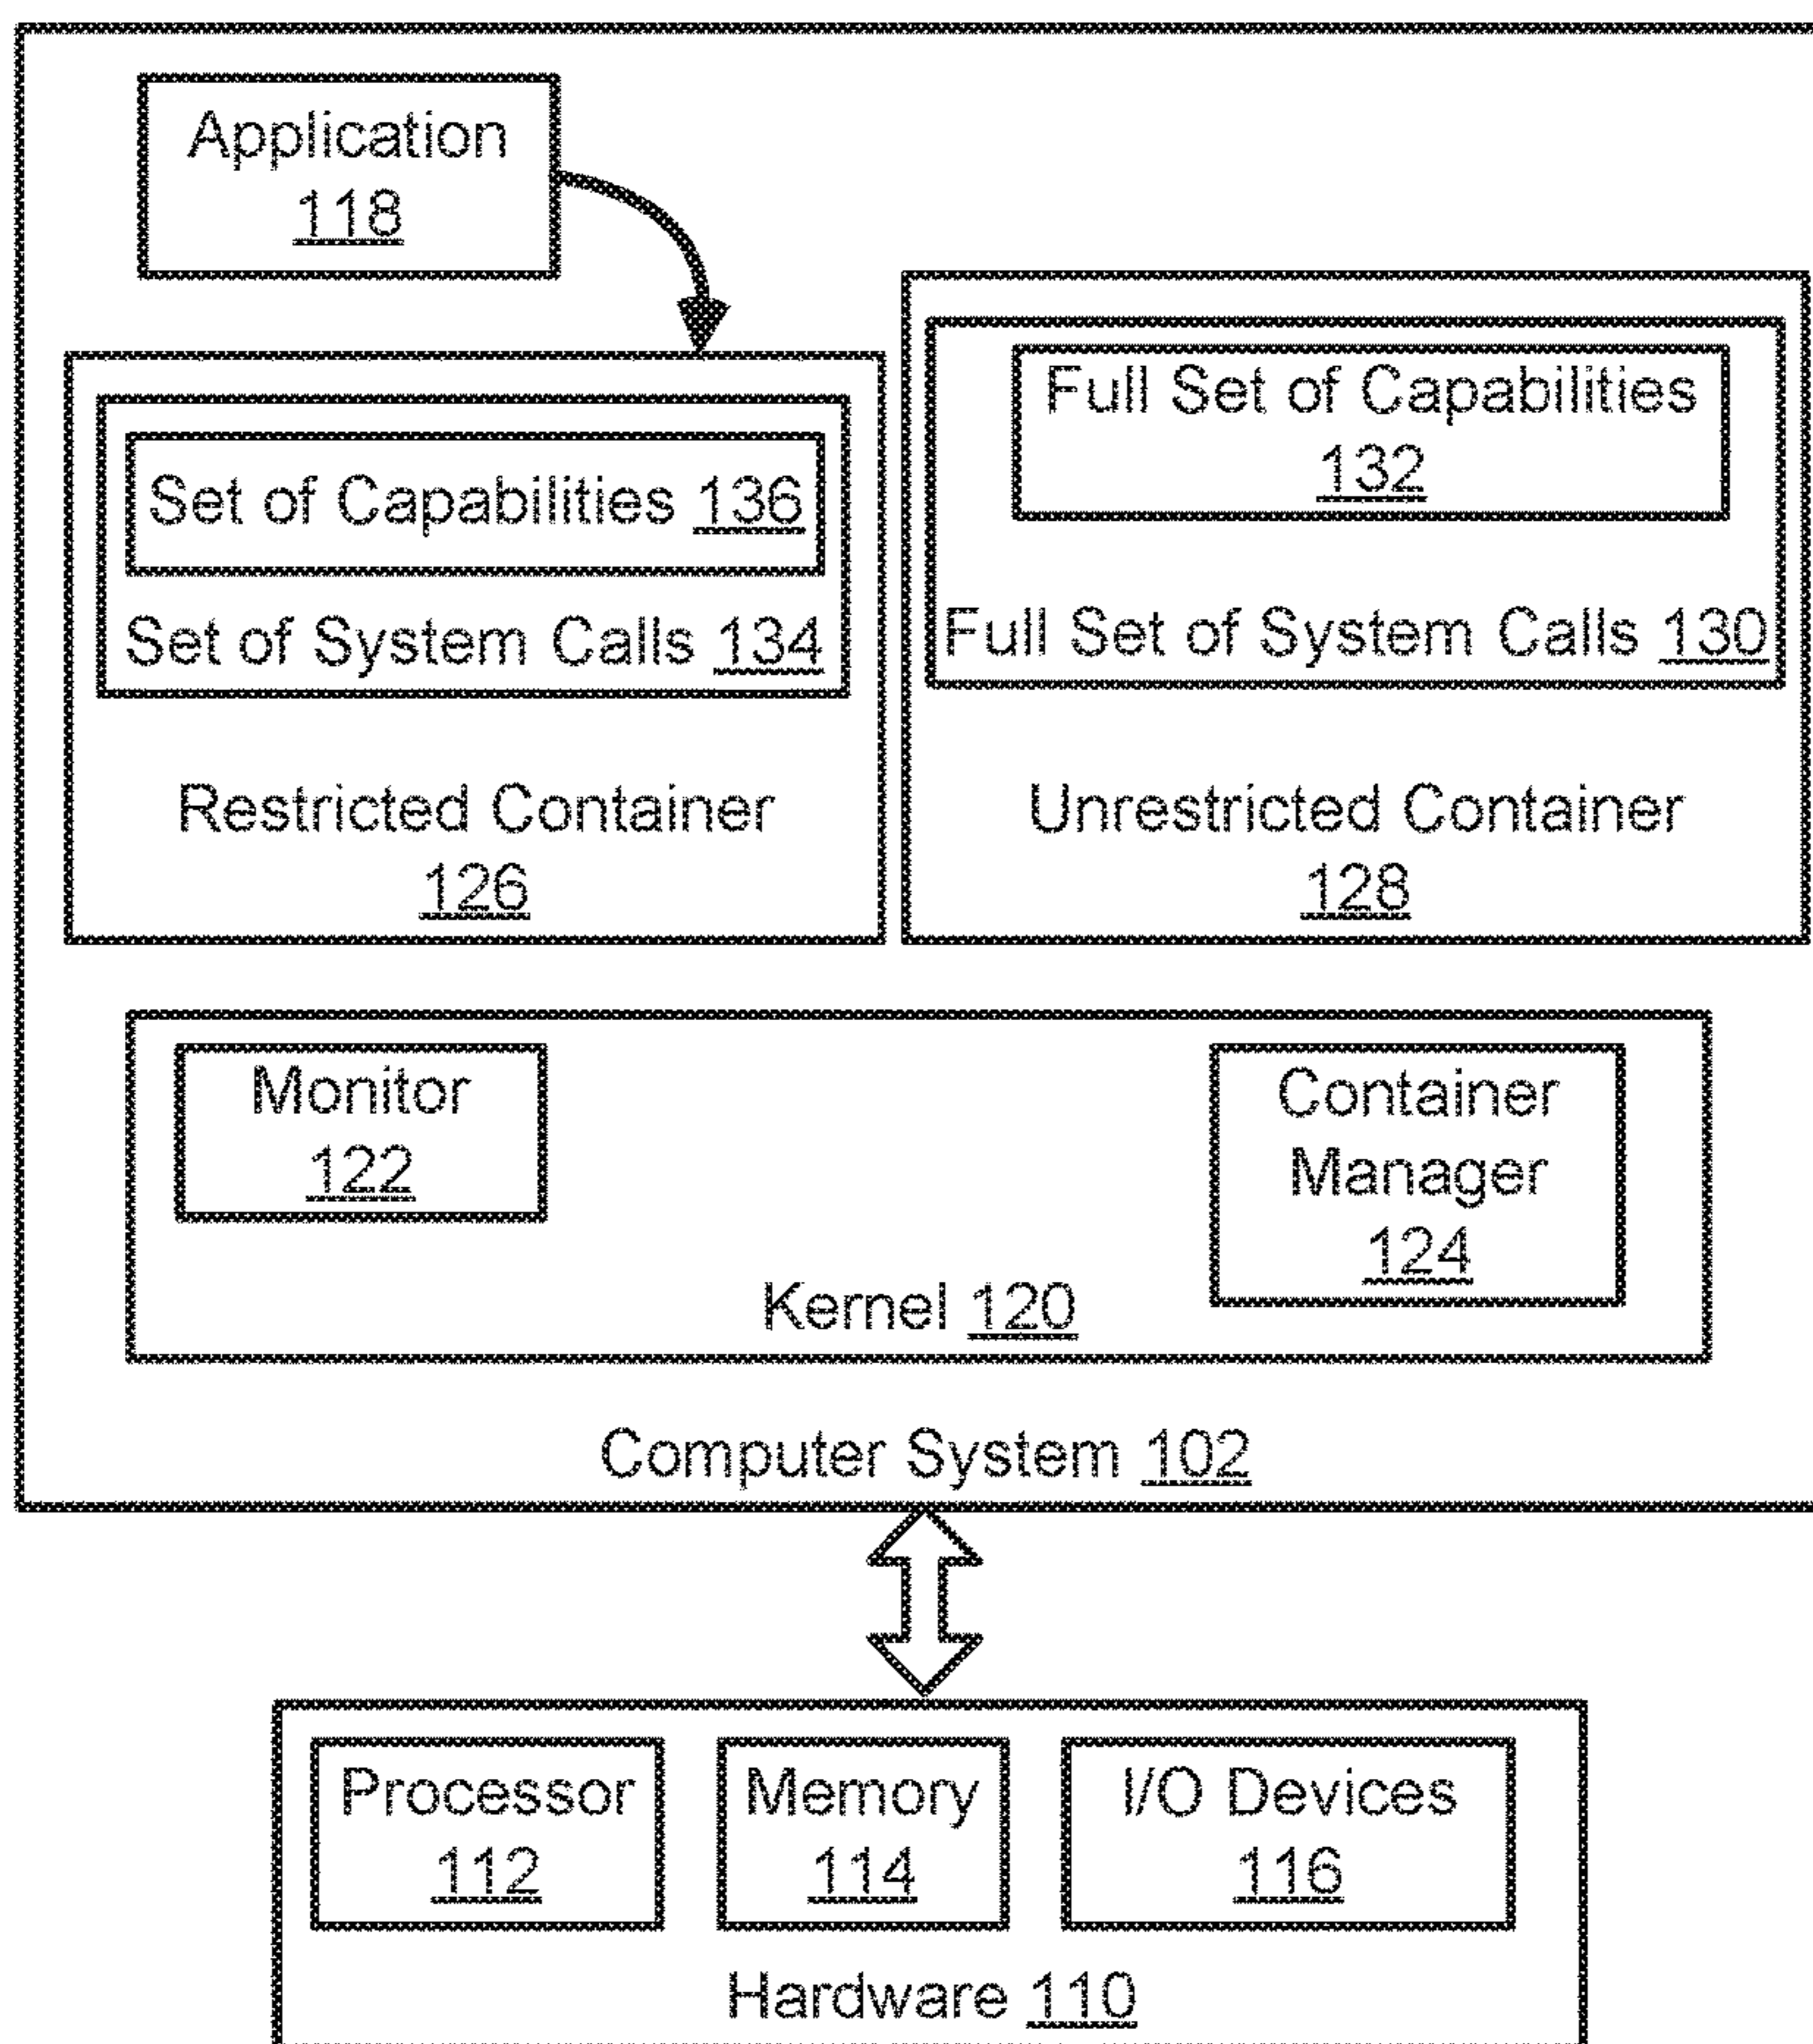 Application
118
Full Set of Capabilities
132
Set of Capabilities 136
Set of System Calls 134
Full Set of System Calls 130
Restricted Container
126
Unrestricted Container
128
Monitor
122
Container
Manager
124
Kernel 120
Computer System 102
Processor
112
Memory
114
I/O Devices
116
Hardware 110